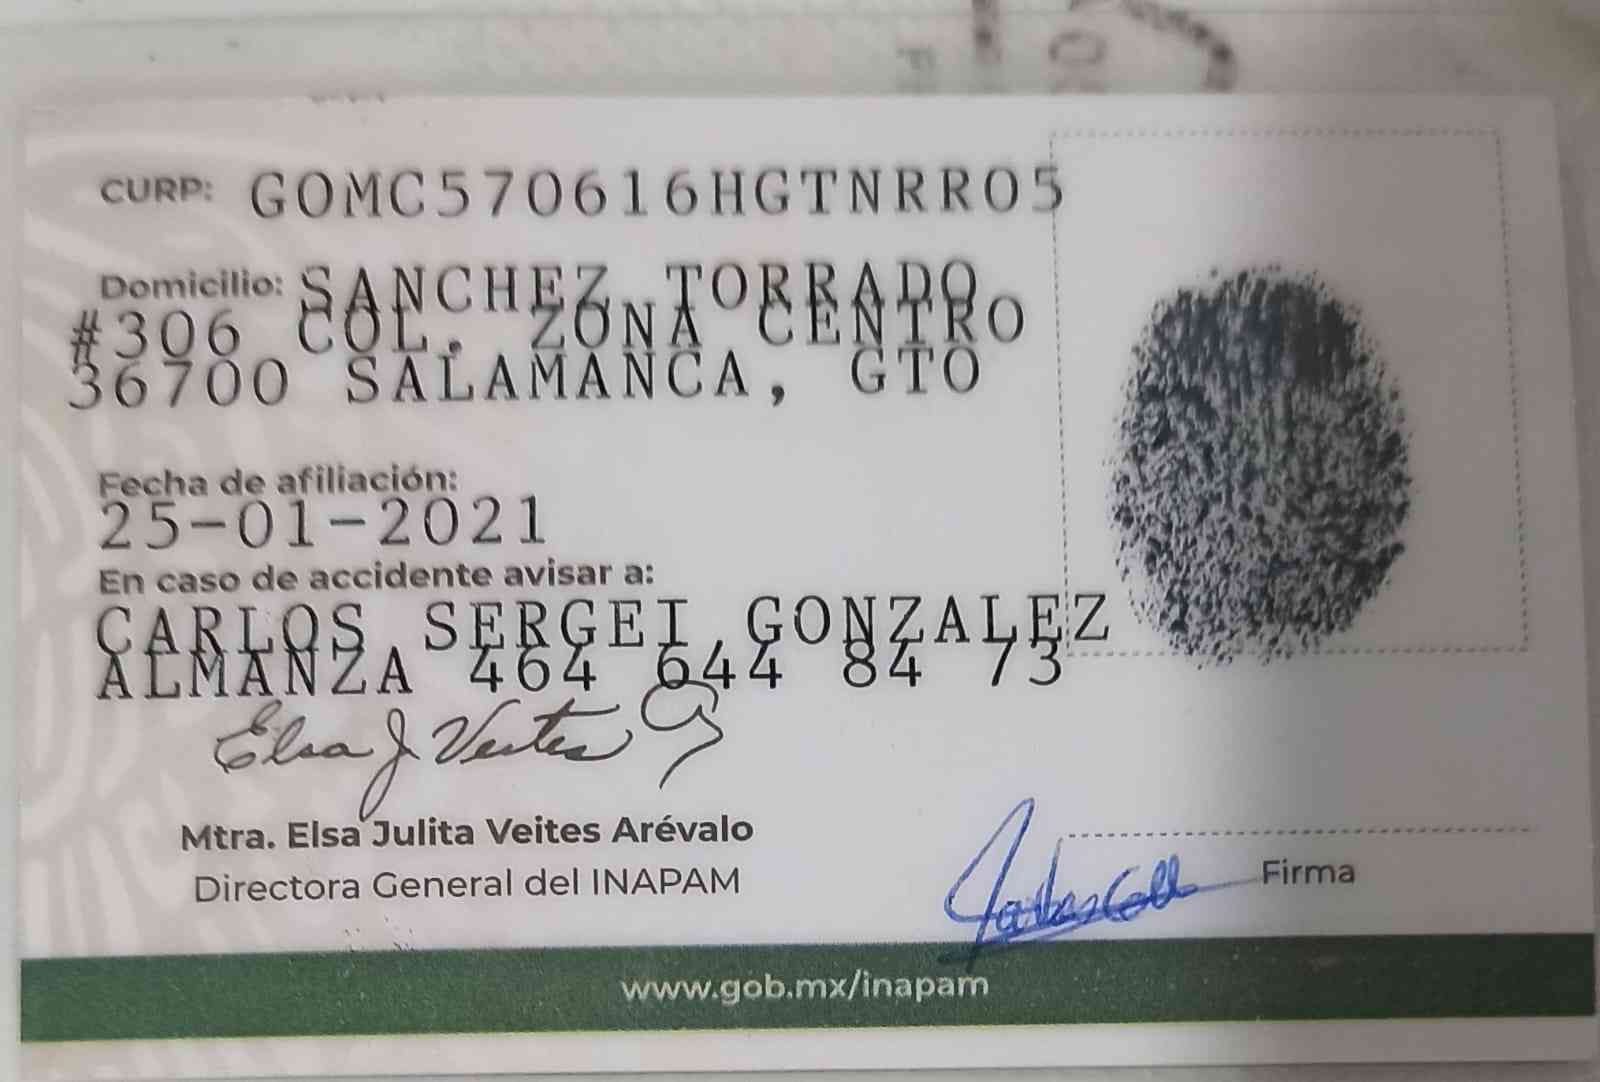 CURP: GOMC570616HGTNRR05
Domicilio: SANCHEZ TORRADO
#306 COL. ZONA CENTRO
36700 SALAMANCA, GTO
Fecha de afiliación:
25-01-2021
En caso de accidente avisar a:
CARLOS SERGEI GONZALEZ
ALMANZA 464 644 84 73
Elsa J Veites
Mtra. Elsa Julita Veites Arévalo
Directora General del INAPAM
Firma
www.gob.mx/inapam